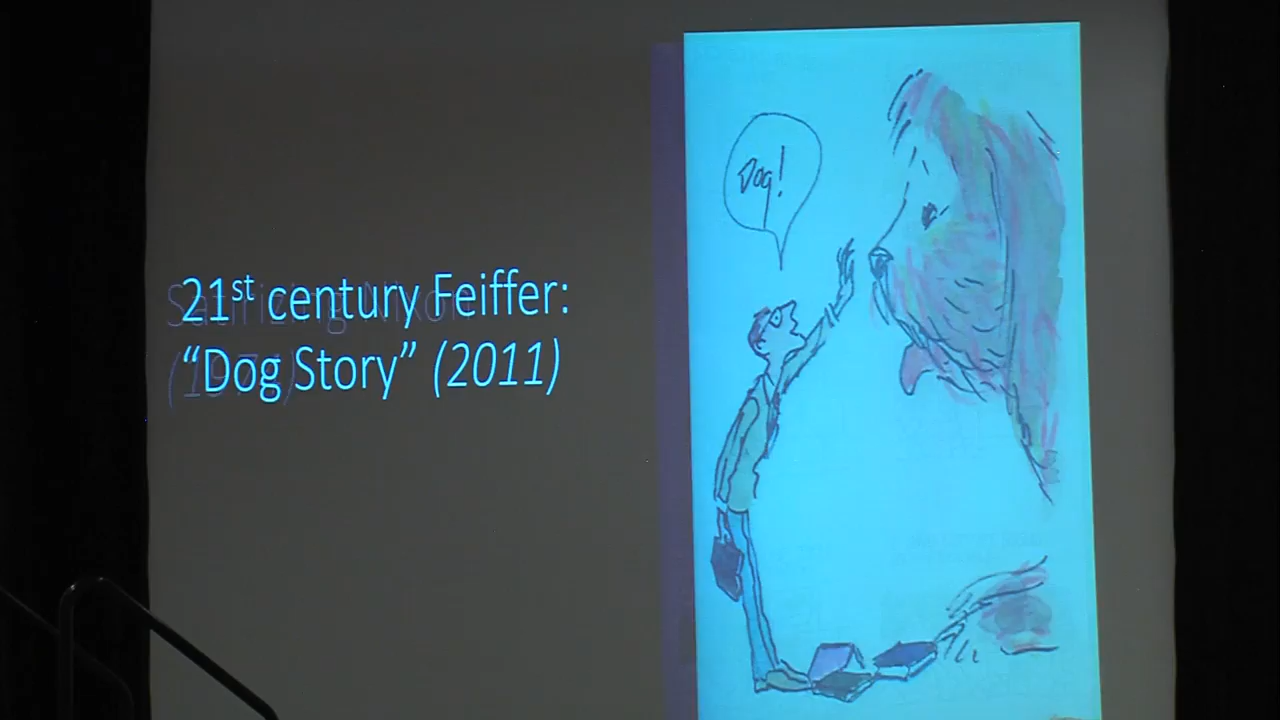 21st century Feiffer:
“Dog Story” (2011)
Dog!